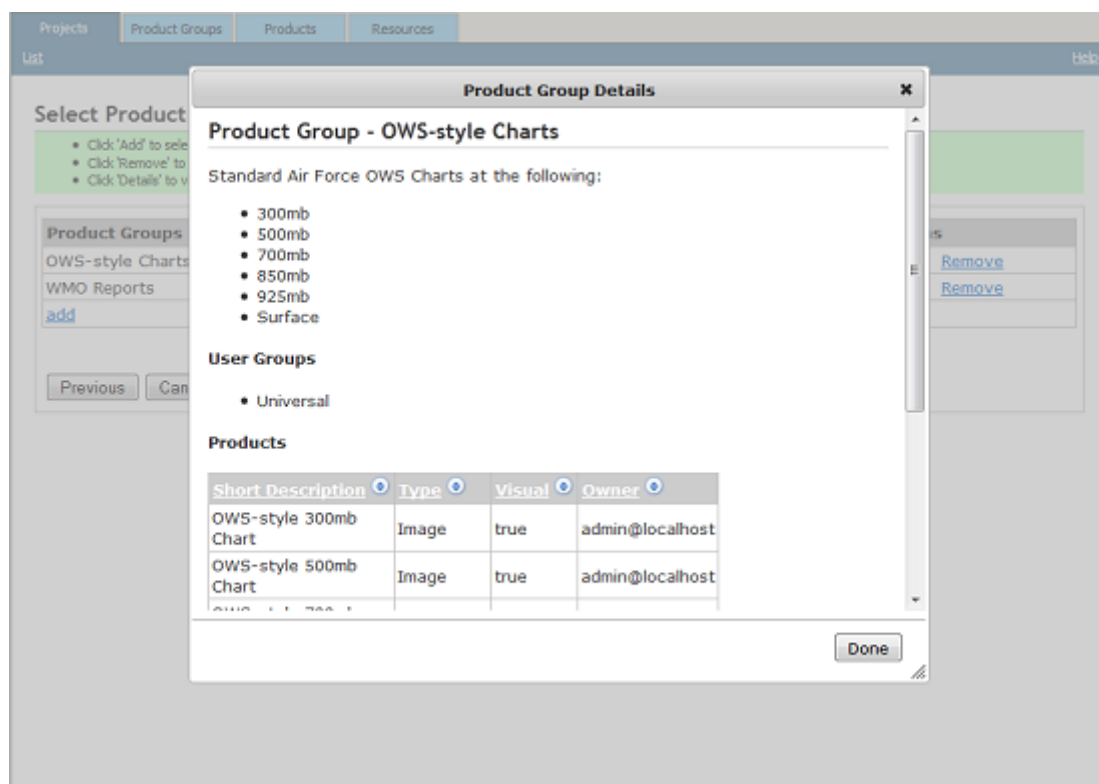 Projects Product Groups Products Resources
List Help
Product Group Details
Select Product
Product Group - OWS-style Charts
Click 'Add' to sele
Click 'Remove' to
Click 'Details' to v
Standard Air Force OWS Charts at the following:
300mb
500mb
700mb
850mb
925mb
Surface
Product Groups s
OWS-style Charts Remove
WMO Reports Remove
add
User Groups
Universal
Previous Can
Products
Short Description Type Visual Owner
OWS-style 300mb
Chart Image true admin@localhost
OWS-style 500mb
Chart Image true admin@localhost
Done